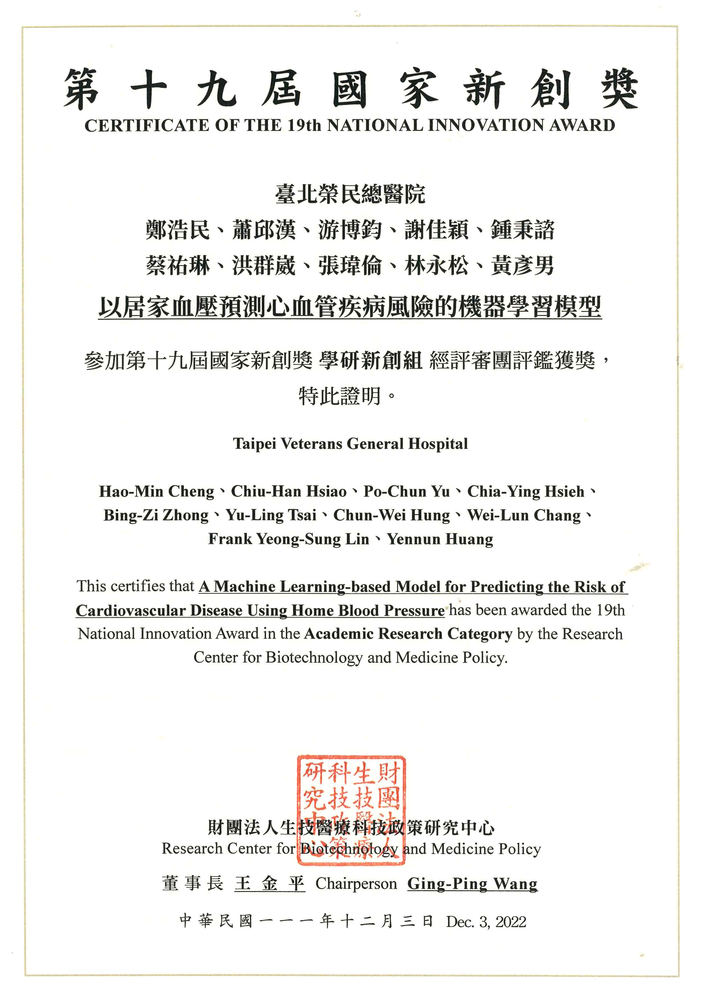 第十九屆國家新創獎
CERTIFICATE OF THE 19th NATIONAL INNOVATION AWARD
臺北榮民總醫院
鄭浩民、蕭邱漢、游博鈞、謝佳穎、鍾秉諮
蔡祐琳、洪群崴、張瑋倫、林永松、黃彥男
以居家血壓預測心血管疾病風險的機器學習模型
參加第十九屆國家新創獎 學研新創組 經評審團評鑑獲獎，
特此證明。
Taipei Veterans General Hospital
Hao-Min Cheng、Chiu-Han Hsiao、Po-Chun Yu、Chia-Ying Hsieh、
Bing-Zi Zhong、Yu-Ling Tsai、Chun-Wei Hung、Wei-Lun Chang、
Frank Yeong-Sung Lin、Yennun Huang
This certifies that A Machine Learning-based Model for Predicting the Risk of
Cardiovascular Disease Using Home Blood Pressure has been awarded the 19th
National Innovation Award in the Academic Research Category by the Research
Center for Biotechnology and Medicine Policy.
財團法人
生技醫療
科技政策
研究中心
財團法人生技醫療科技政策研究中心
Research Center for Biotechnology and Medicine Policy
董事長 王金平 Chairperson Ging-Ping Wang
中華民國一一一年十二月三日 Dec. 3, 2022